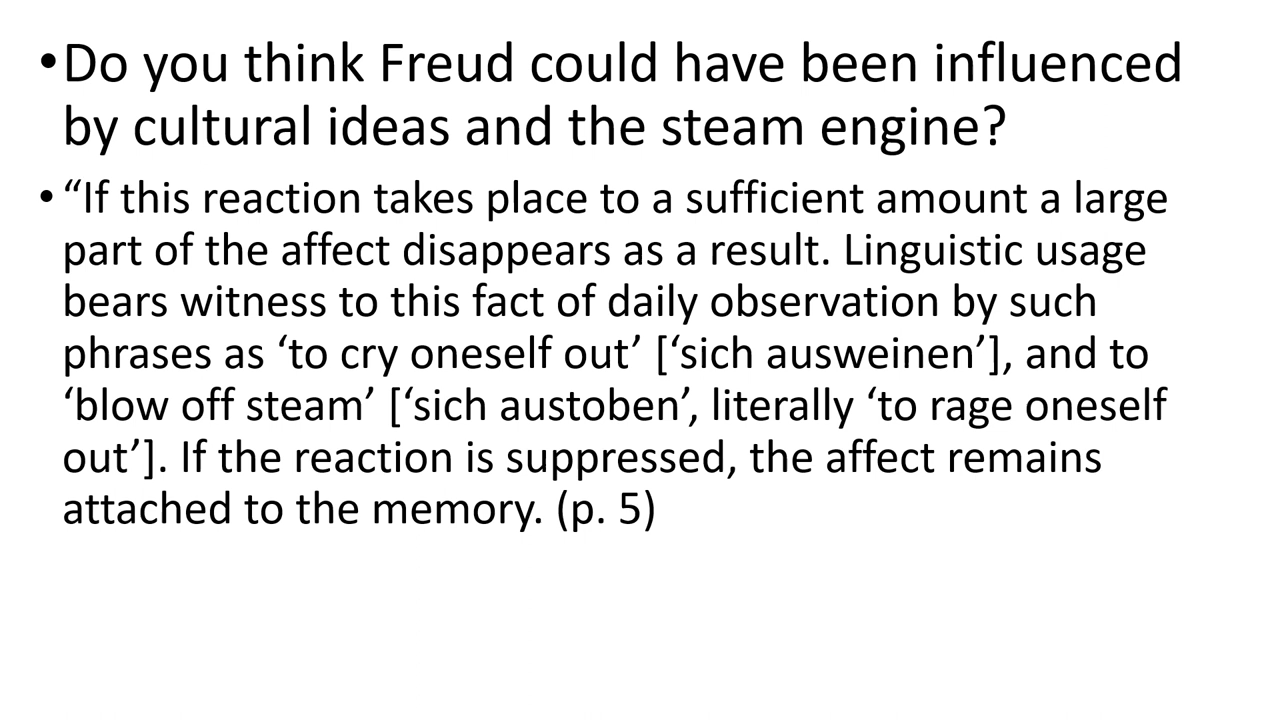 •Do you think Freud could have been influenced
by cultural ideas and the steam engine?
• “If this reaction takes place to a sufficient amount a large
part of the affect disappears as a result. Linguistic usage
bears witness to this fact of daily observation by such
phrases as ‘to cry oneself out’ [‘sich ausweinen’], and to
‘blow off steam’ [‘sich austoben’, literally ‘to rage oneself
out’]. If the reaction is suppressed, the affect remains
attached to the memory. (p. 5)